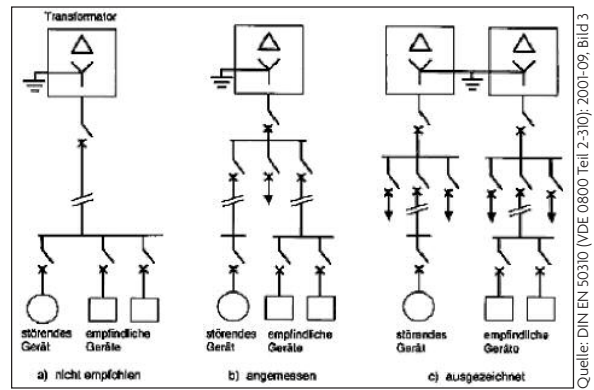 Transformator
störendes
Gerät
empfindliche
Geräte
a) nicht empfohlen
störendes
Gerät
empfindliche
Geräte
b) angemessen
störendes
Gerät
empfindliche
Geräte
c) ausgezeichnet
Quelle: DIN EN 50310 (VDE 0800 Teil 2-310): 2001-09, Bild 3